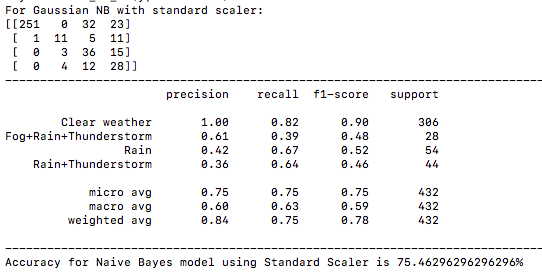 For Gaussian NB with standard scaler:
[[251   0  32  23]
 [  1  11   5  11]
 [  0   3  36  15]
 [  0   4  12  28]]
precision    recall  f1-score   support
Clear weather       1.00      0.82      0.90       306
Fog+Rain+Thunderstorm       0.61      0.39      0.48        28
Rain       0.42      0.67      0.52        54
Rain+Thunderstorm       0.36      0.64      0.46        44
micro avg       0.75      0.75      0.75       432
macro avg       0.60      0.63      0.59       432
weighted avg       0.84      0.75      0.78       432
Accuracy for Naive Bayes model using Standard Scaler is 75.46296296296296%